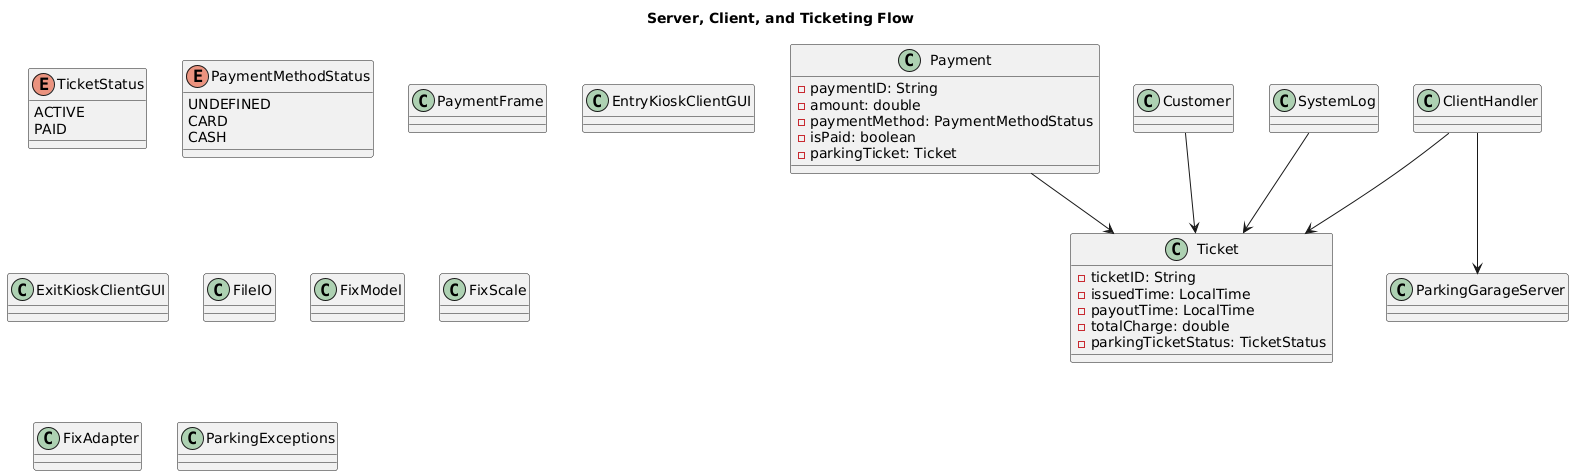 Server, Client, and Ticketing Flow
E TicketStatus
ACTIVE
PAID
E PaymentMethodStatus
UNDEFINED
CARD
CASH
C PaymentFrame
C EntryKioskClientGUI
C Payment
paymentID: String
amount: double
paymentMethod: PaymentMethodStatus
isPaid: boolean
parkingTicket: Ticket
C Customer
C SystemLog
C ClientHandler
C ExitKioskClientGUI
C FileIO
C FixModel
C FixScale
C Ticket
ticketID: String
issuedTime: LocalTime
payoutTime: LocalTime
totalCharge: double
parkingTicketStatus: TicketStatus
C ParkingGarageServer
C FixAdapter
C ParkingExceptions